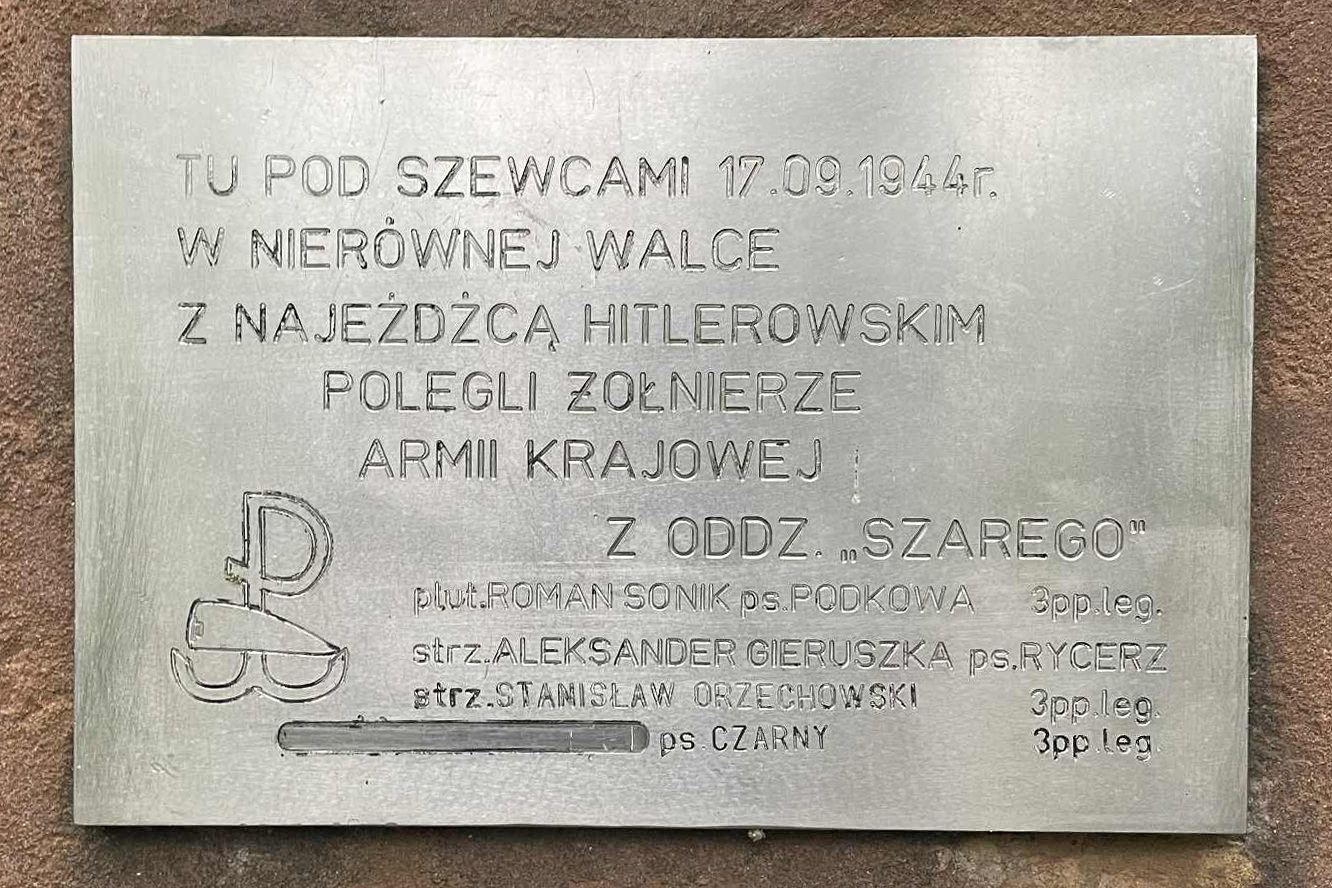 TU POD SZEWCAMI 17.09.1944r.
W NIERÓWNEJ WALCE
Z NAJEŻDŻCĄ HITLEROWSKIM
POLEGLI ŻOŁNIERZE
ARMII KRAJOWEJ
Z ODDZ. „SZAREGO"
plut.ROMAN SONIK ps.PODKOWA 3pp.leg.
strz.ALEKSANDER GIERUSZKA ps.RYCERZ
strz.STANISŁAW ORZECHOWSKI 3pp.leg.
ps.CZARNY 3pp.leg.